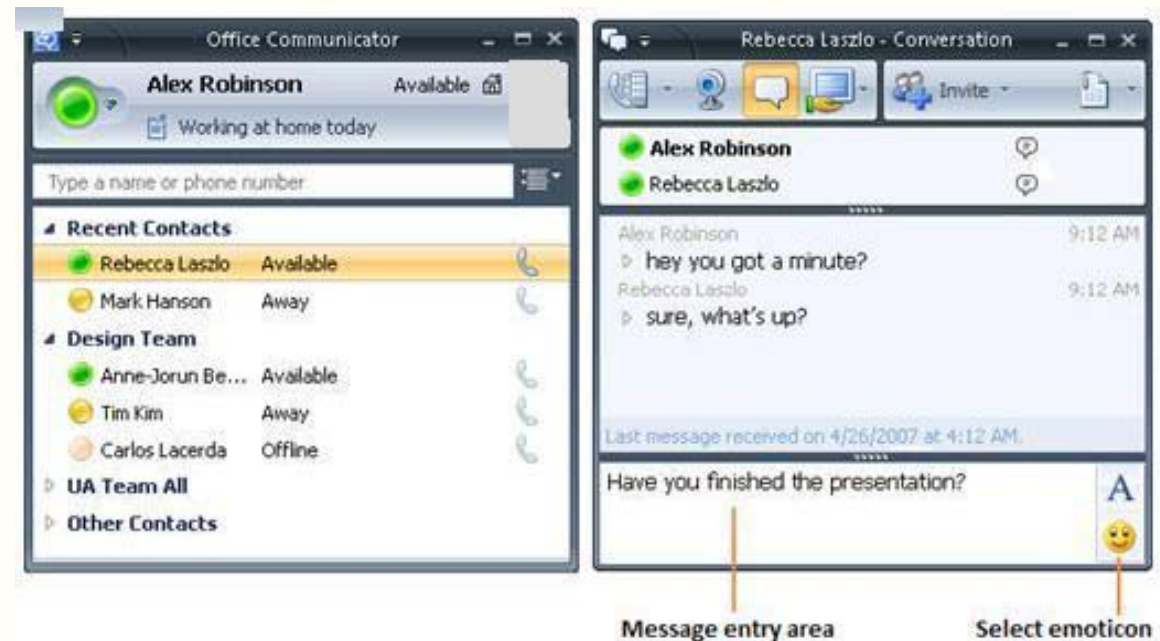 Office Communicator
Alex Robinson Available
Working at home today
Type a name or phone number
Recent Contacts
Rebecca Laszlo Available
Mark Hanson Away
Design Team
Anne-Jorun Be... Available
Tim Kim Away
Carlos Lacerda Offline
UA Team All
Other Contacts
Rebecca Laszlo - Conversation
Invite
Alex Robinson
Rebecca Laszlo
Alex Robinson 9:12 AM
hey you got a minute?
Rebecca Laszlo 9:12 AM
sure, what's up?
Last message received on 4/26/2007 at 4:12 AM.
Have you finished the presentation?
A
Message entry area
Select emoticon